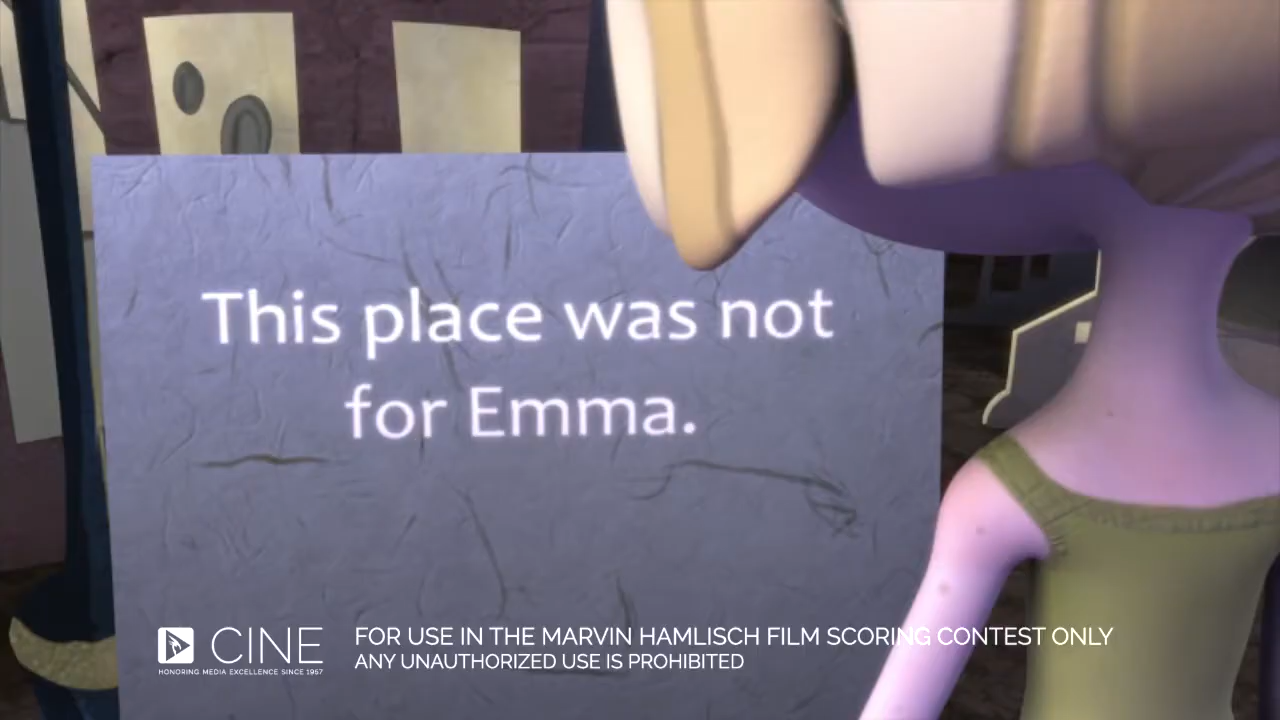 This place was not
for Emma.
CINE
HONORING MEDIA EXCELLENCE SINCE 1957
FOR USE IN THE MARVIN HAMLISCH FILM SCORING CONTEST ONLY
ANY UNAUTHORIZED USE IS PROHIBITED